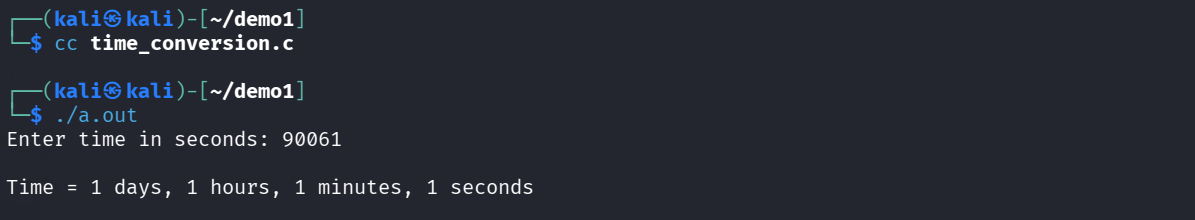 ┌──(kali㉿kali)-[~/demo1]
└─$ cc time_conversion.c
┌──(kali㉿kali)-[~/demo1]
└─$ ./a.out
Enter time in seconds: 90061
Time = 1 days, 1 hours, 1 minutes, 1 seconds